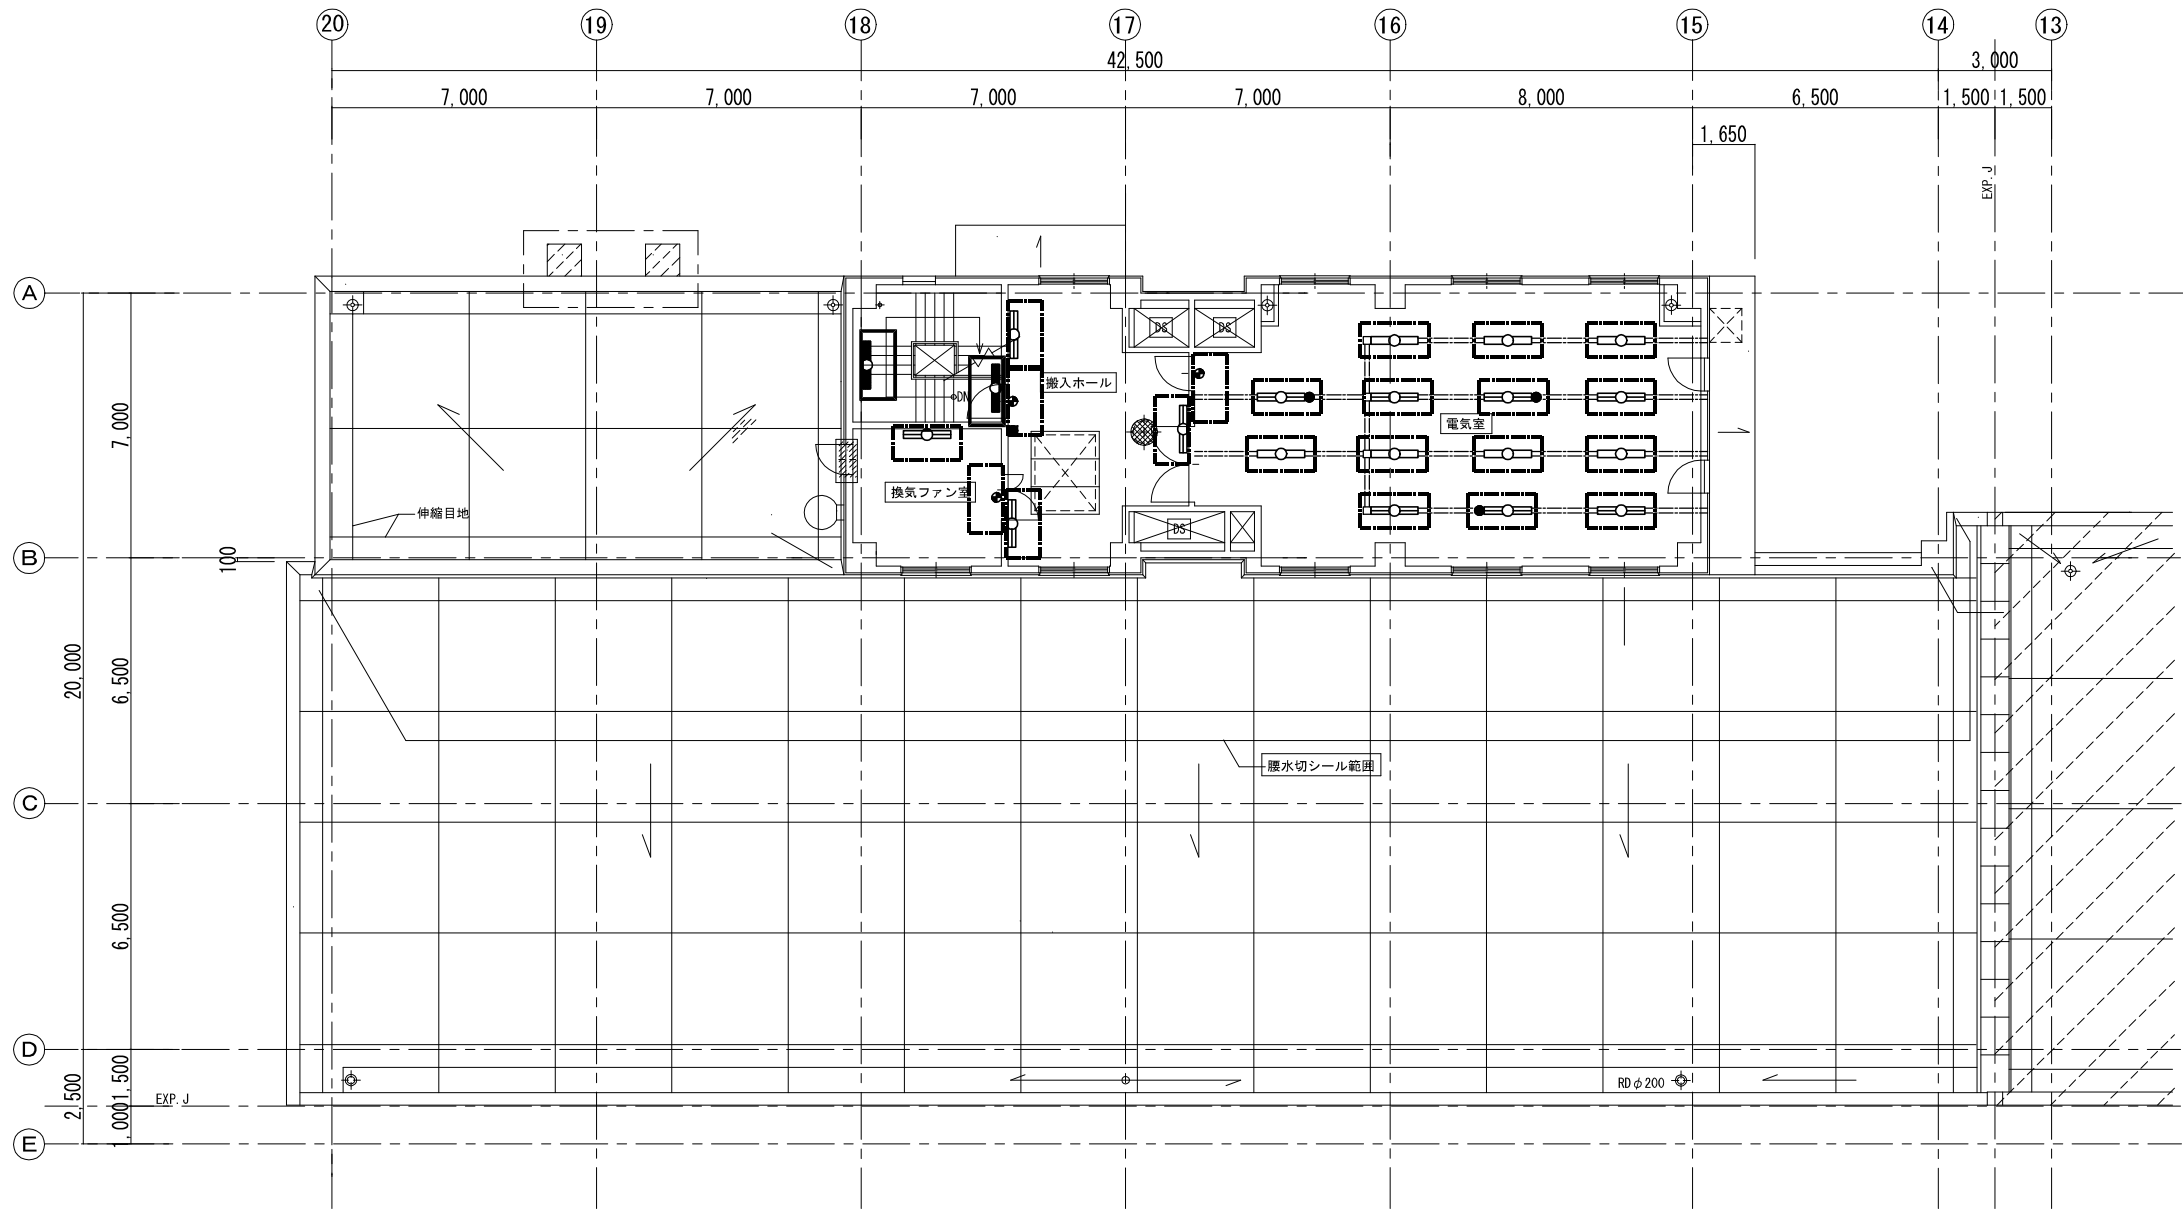 20 19 18 17 16 15 14 13
42,500 3,000
7,000 7,000 7,000 7,000 8,000 6,500 1,500 1,500
1,650
EXP.J
A
DS DS
搬入ホール
7,000
DN
電気室
換気ファン室
伸縮目地
DS
B
100
20,000
6,500
腰水切シール範囲
C
6,500
D
RDφ200
2,500
1,500
1,000
EXP.J
E